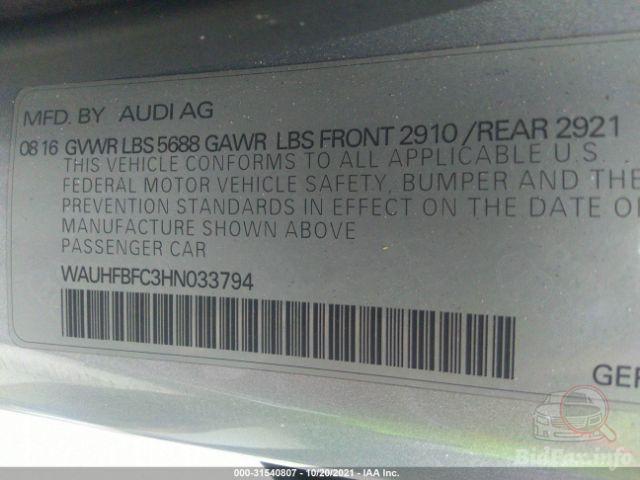 MFD. BY AUDI AG
08 16 GVWR LBS 5688 GAWR LBS FRONT 2910 /REAR 2921
THIS VEHICLE CONFORMS TO ALL APPLICABLE U.S.
FEDERAL MOTOR VEHICLE SAFETY, BUMPER AND THE
PREVENTION STANDARDS IN EFFECT ON THE DATE OF
MANUFACTURE SHOWN ABOVE
PASSENGER CAR
WAUHFBFC3HN033794
GER
BidFax.info
000-31540807 - 10/20/2021 - IAA Inc.